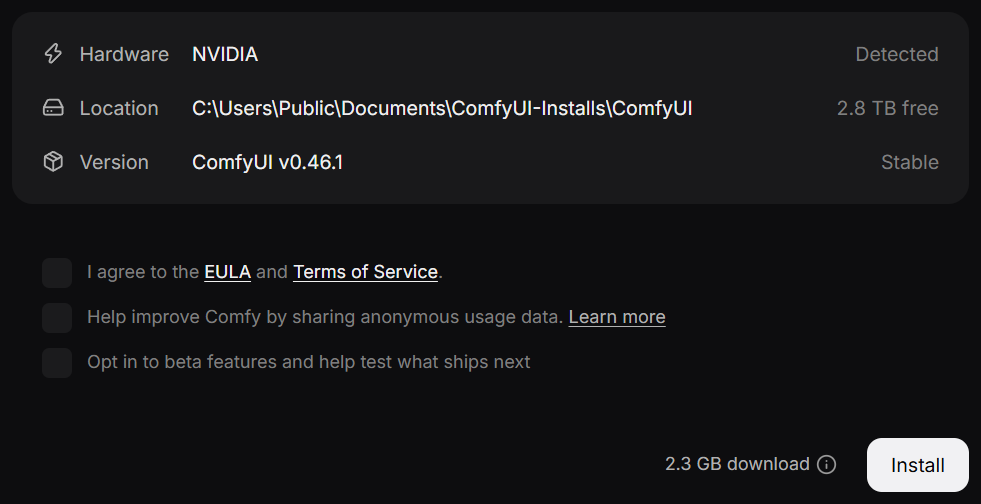 Hardware NVIDIA Detected
Location C:\Users\Public\Documents\ComfyUI-Installs\ComfyUI 2.8 TB free
Version ComfyUI v0.46.1 Stable
I agree to the EULA and Terms of Service.
Help improve Comfy by sharing anonymous usage data. Learn more
Opt in to beta features and help test what ships next
2.3 GB download Install